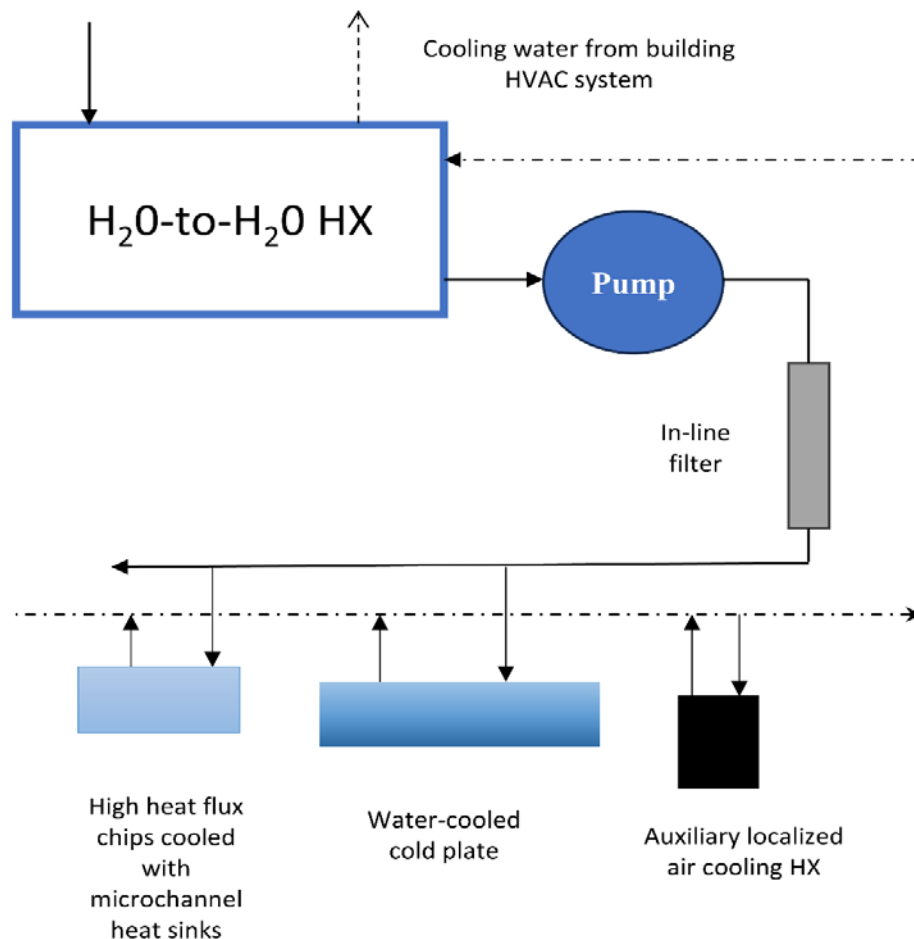 Cooling water from building
HVAC system
H₂0-to-H₂0 HX
Pump
In-line
filter
High heat flux
chips cooled
with
microchannel
heat sinks
Water-cooled
cold plate
Auxiliary localized
air cooling HX